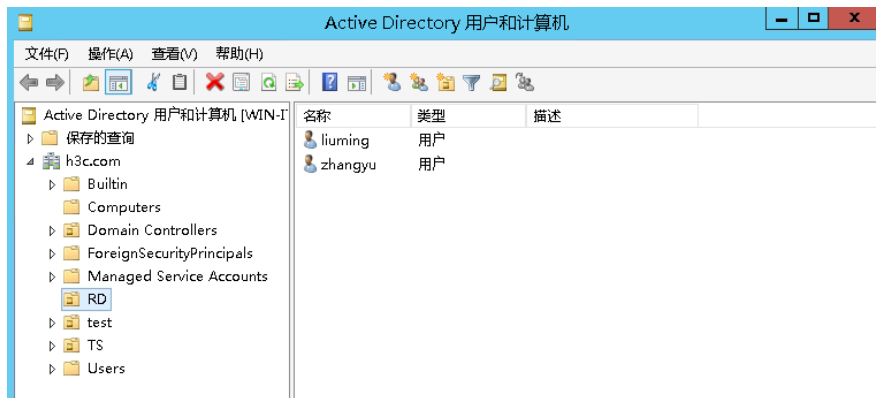 Active Directory 用户和计算机
文件(F) 操作(A) 查看(V) 帮助(H)
Active Directory 用户和计算机 [WIN-I
名称 类型 描述
保存的查询
liuming 用户
h3c.com
zhangyu 用户
Builtin
Computers
Domain Controllers
ForeignSecurityPrincipals
Managed Service Accounts
RD
test
TS
Users